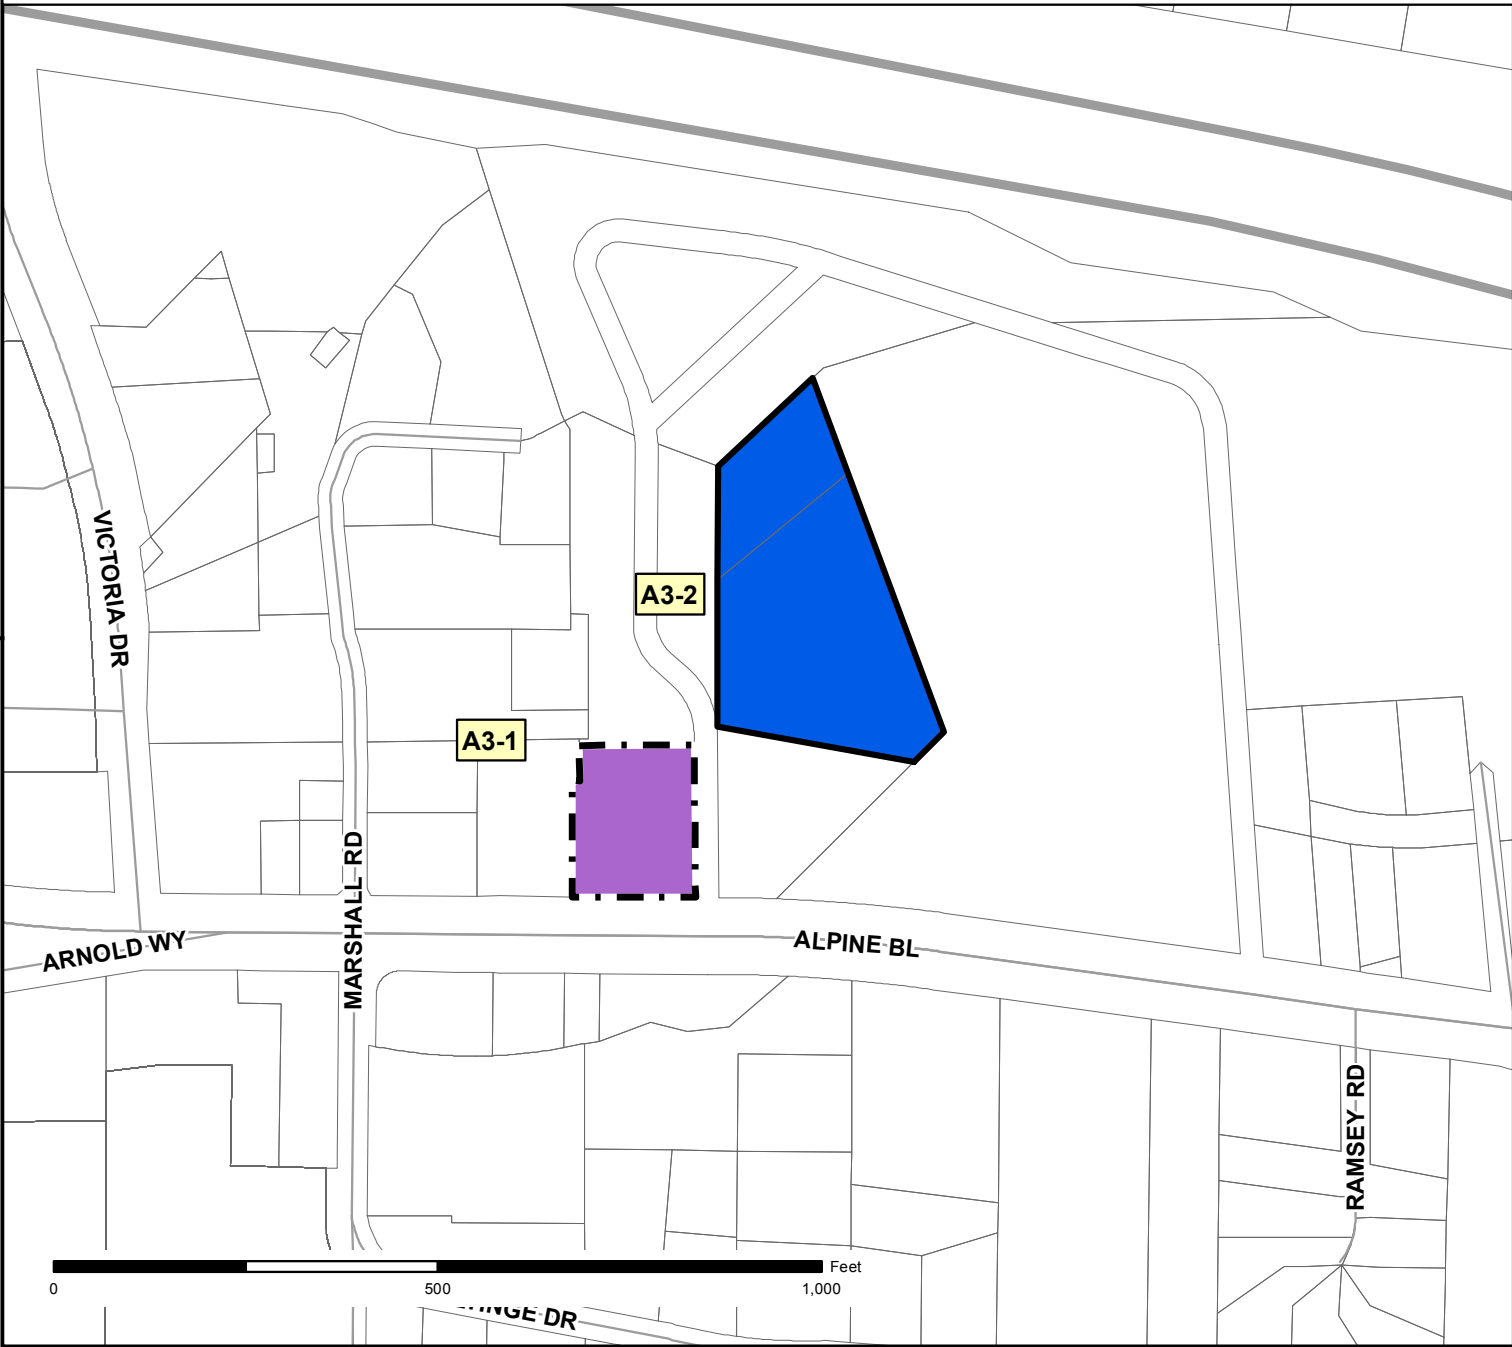 VICTORIA DR
A3-2
A3-1
MARSHALL RD
ARNOLD WY
ALPINE BL
RAMSEY RD
Feet
0 500 1,000
DR